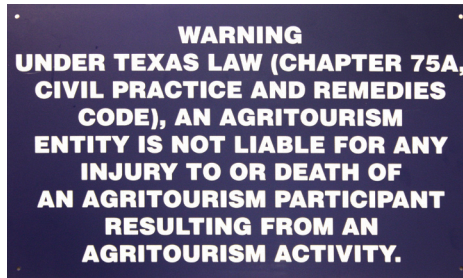 WARNING
UNDER TEXAS LAW (CHAPTER 75A,
CIVIL PRACTICE AND REMEDIES
CODE), AN AGRITOURISM
ENTITY IS NOT LIABLE FOR ANY
INJURY TO OR DEATH OF
AN AGRITOURISM PARTICIPANT
RESULTING FROM AN
AGRITOURISM ACTIVITY.